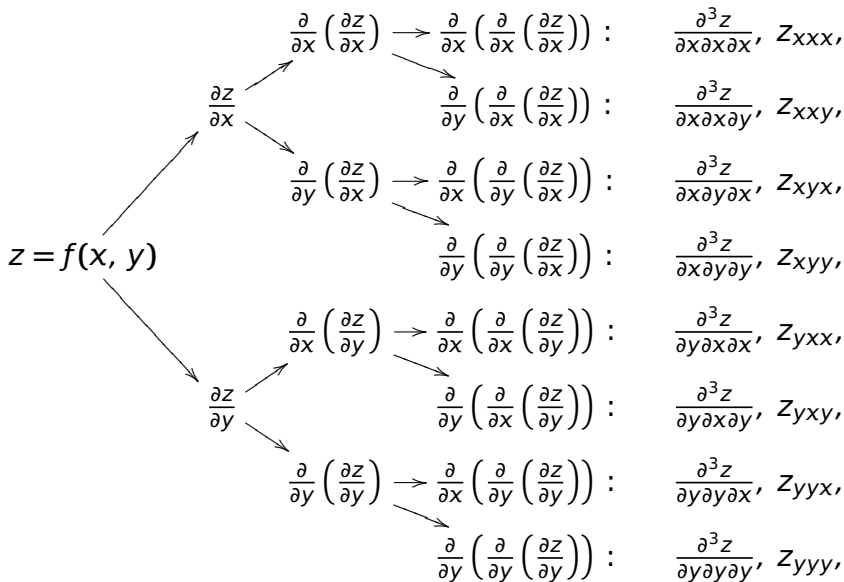 ∂/∂x (∂z/∂x) → ∂/∂x (∂/∂x (∂z/∂x)) : ∂³z/∂x∂x∂x, z_xxx,
∂z/∂x ∂/∂y (∂/∂x (∂z/∂x)) : ∂³z/∂x∂x∂y, z_xxy,
∂/∂y (∂z/∂x) → ∂/∂x (∂/∂y (∂z/∂x)) : ∂³z/∂x∂y∂x, z_xyx,
z = f(x, y) ∂/∂y (∂/∂y (∂z/∂x)) : ∂³z/∂x∂y∂y, z_xyy,
∂/∂x (∂z/∂y) → ∂/∂x (∂/∂x (∂z/∂y)) : ∂³z/∂y∂x∂x, z_yxx,
∂z/∂y ∂/∂y (∂/∂x (∂z/∂y)) : ∂³z/∂y∂x∂y, z_yxy,
∂/∂y (∂z/∂y) → ∂/∂x (∂/∂y (∂z/∂y)) : ∂³z/∂y∂y∂x, z_yyx,
∂/∂y (∂/∂y (∂z/∂y)) : ∂³z/∂y∂y∂y, z_yyy,